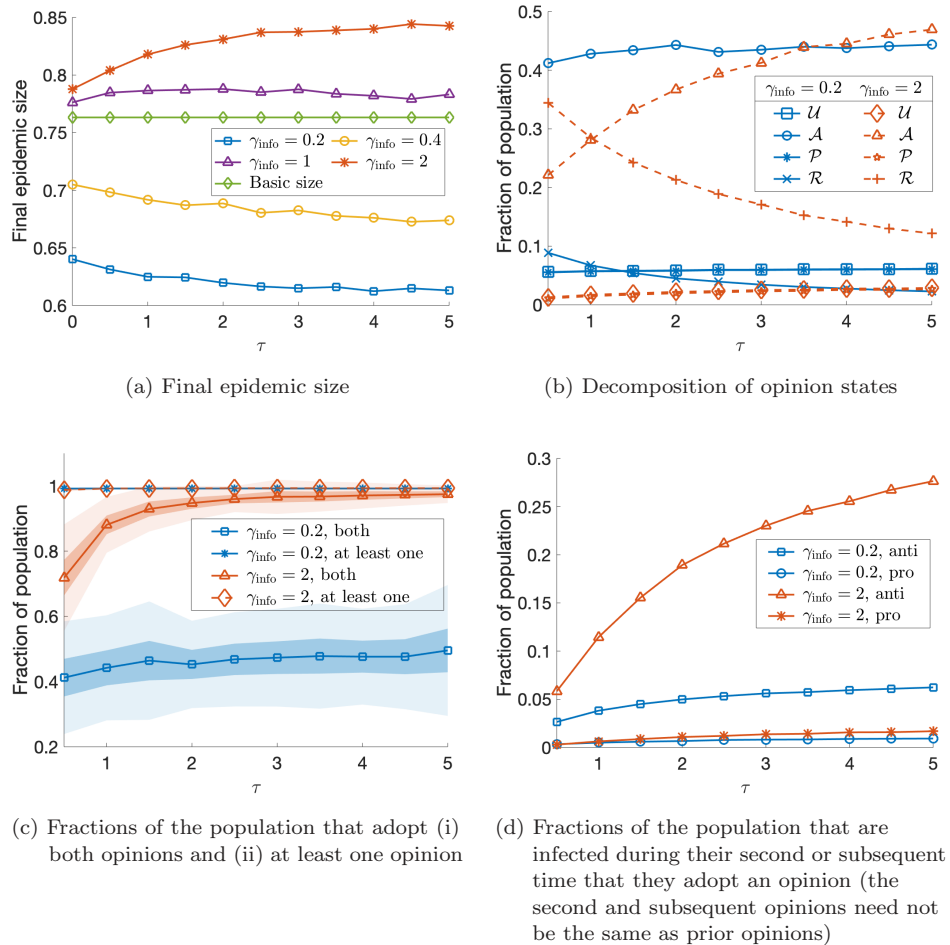 0.85
0.8
0.75
0.7
0.65
0.6
Final epidemic size
γinfo = 0.2
γinfo = 0.4
γinfo = 1
γinfo = 2
Basic size
0 1 2 3 4 5
τ
(a) Final epidemic size
0.5
0.4
0.3
0.2
0.1
0
Fraction of population
γinfo = 0.2 γinfo = 2
𝒰 𝒰
𝒜 𝒜
𝒫 𝒫
ℛ ℛ
1 2 3 4 5
τ
(b) Decomposition of opinion states
1
0.8
0.6
0.4
0.2
Fraction of population
γinfo = 0.2, both
γinfo = 0.2, at least one
γinfo = 2, both
γinfo = 2, at least one
1 2 3 4 5
τ
(c) Fractions of the population that adopt (i)
both opinions and (ii) at least one opinion
0.3
0.25
0.2
0.15
0.1
0.05
0
Fraction of population
γinfo = 0.2, anti
γinfo = 0.2, pro
γinfo = 2, anti
γinfo = 2, pro
1 2 3 4 5
τ
(d) Fractions of the population that are
infected during their second or subsequent
time that they adopt an opinion (the
second and subsequent opinions need not
be the same as prior opinions)